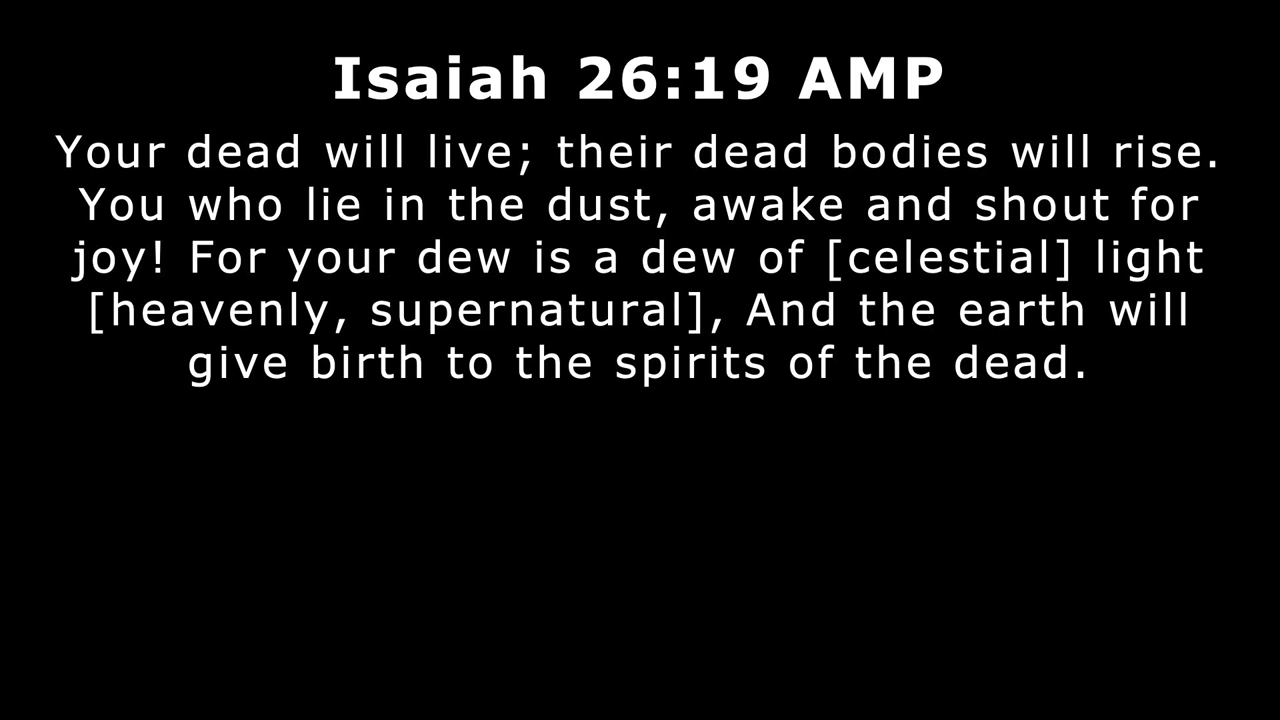 Isaiah 26:19 AMP
Your dead will live; their dead bodies will rise.
You who lie in the dust, awake and shout for
joy! For your dew is a dew of [celestial] light
[heavenly, supernatural], And the earth will
give birth to the spirits of the dead.